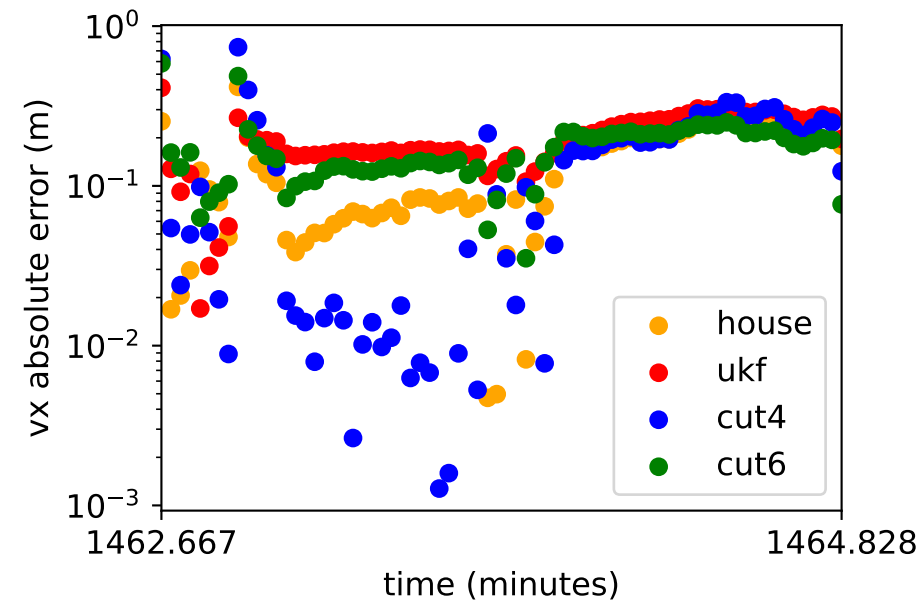 vx absolute error (m)
10^0
10^−1
10^−2
10^−3
house
ukf
cut4
cut6
1462.667 1464.828
time (minutes)